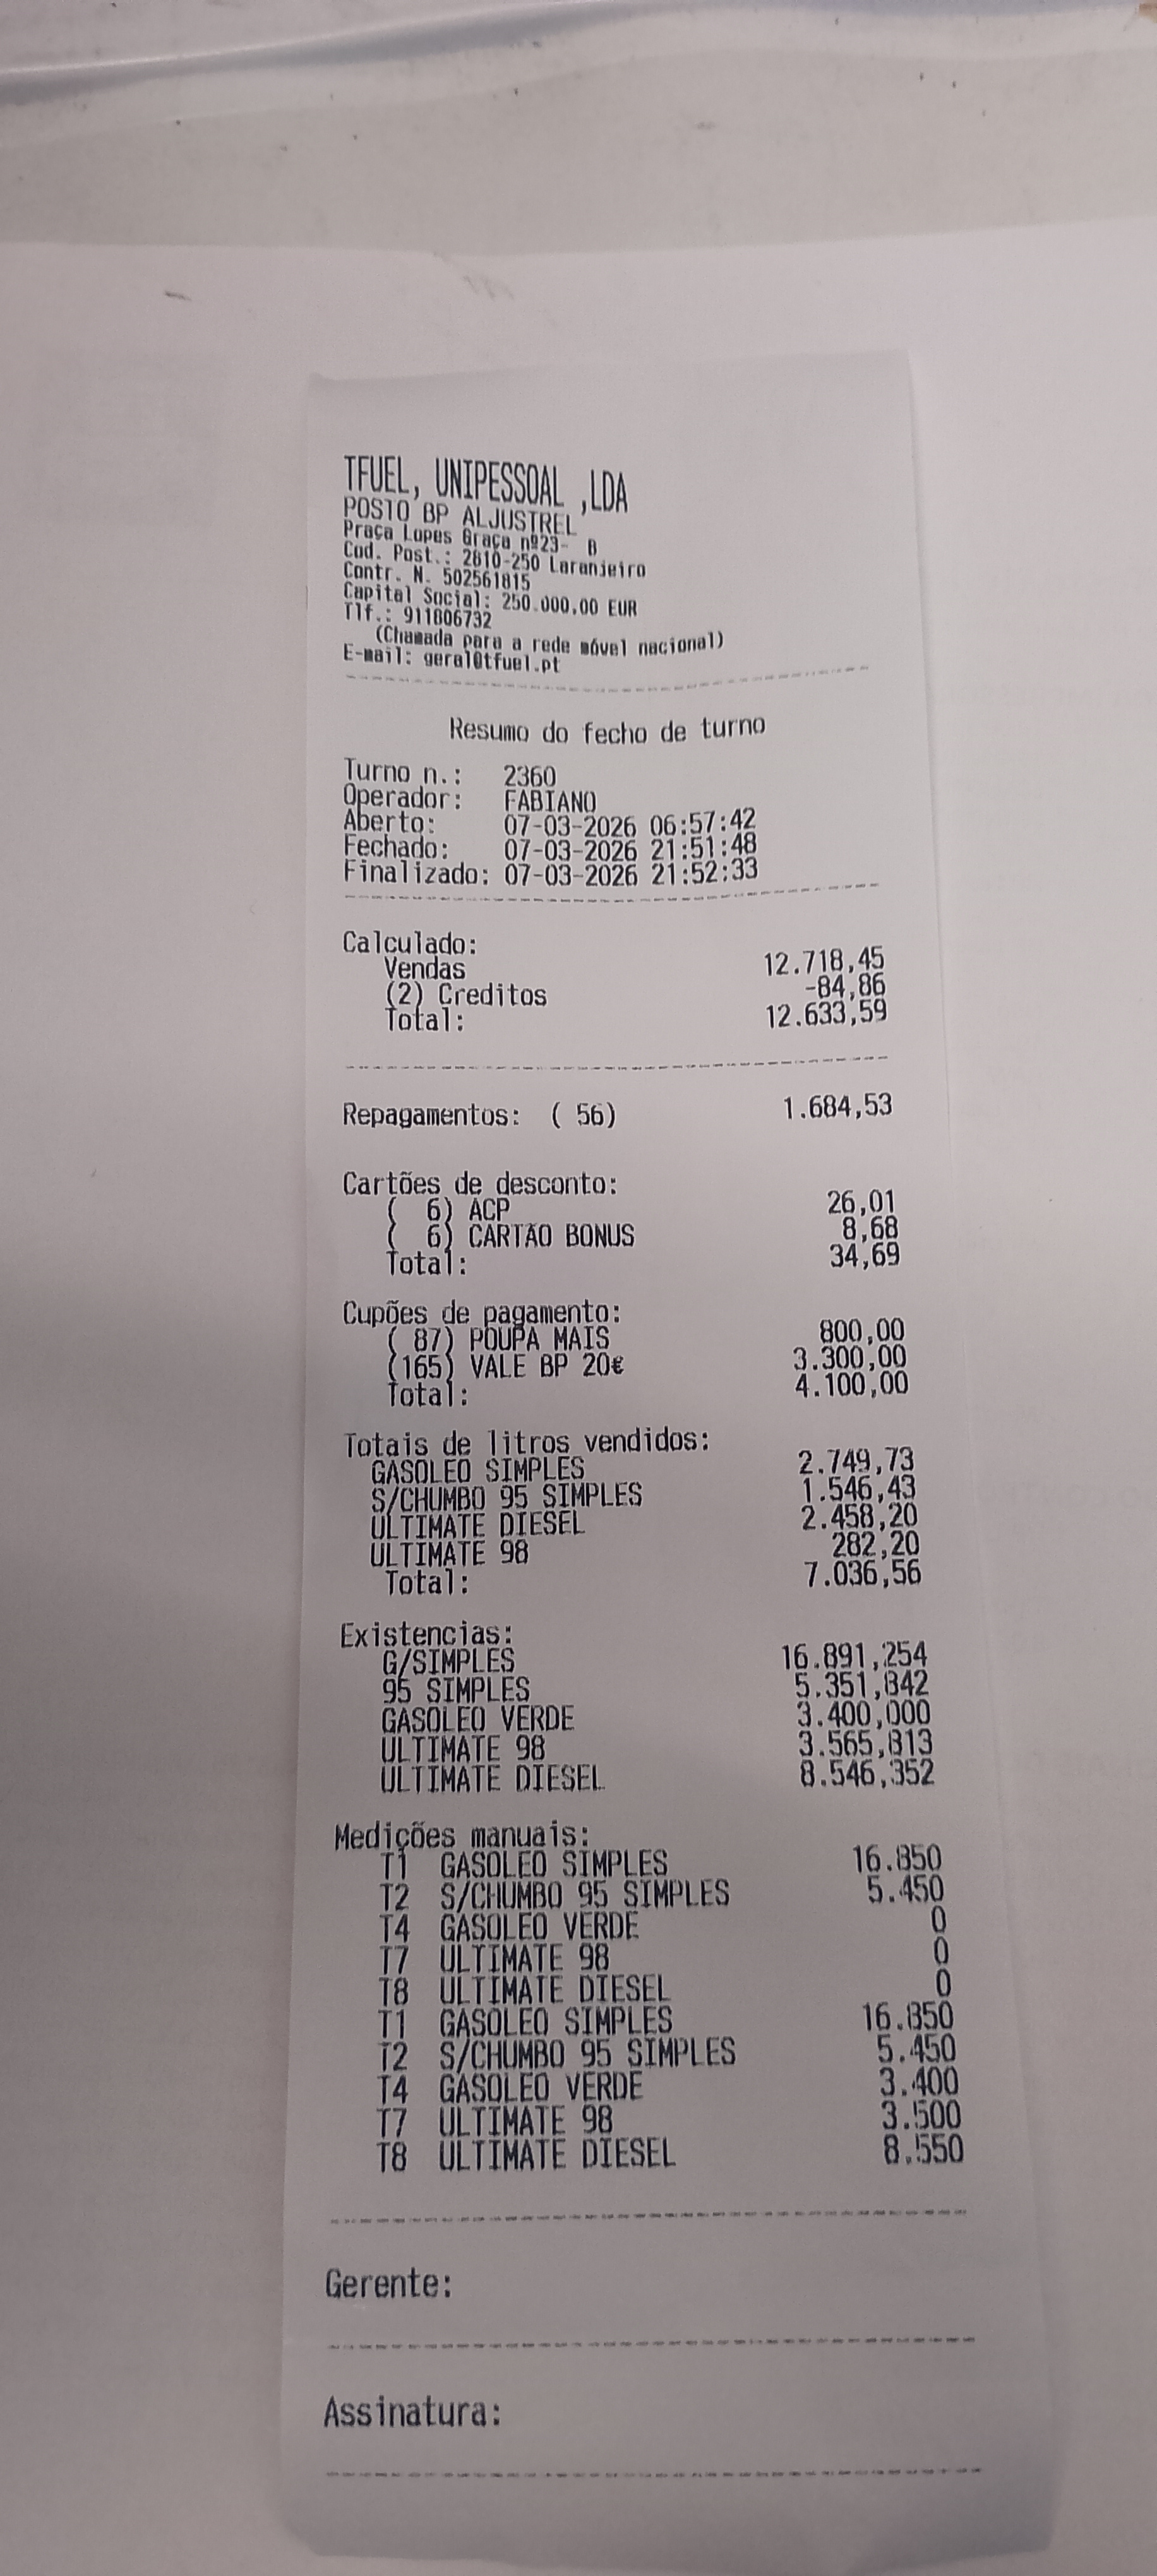 TFUEL, UNIPESSOAL ,LDA
POSTO BP ALJUSTREL
Praça Lopes Graça nº23- B
Cod. Post.: 2810-250 Laranjeiro
Contr. N. 502561815
Capital Social: 250.000,00 EUR
Tlf.: 911806732
(Chamada para a rede móvel nacional)
E-mail: geral@tfuel.pt
Resumo do fecho de turno
Turno n.: 2360
Operador: FABIANO
Aberto: 07-03-2026 06:57:42
Fechado: 07-03-2026 21:51:48
Finalizado: 07-03-2026 21:52:33
Calculado:
Vendas 12.718,45
(2) Creditos -84,86
Total: 12.633,59
Repagamentos: ( 56) 1.684,53
Cartões de desconto:
( 6) ACP 26,01
( 6) CARTÃO BONUS 8,68
Total: 34,69
Cupões de pagamento:
( 87) POUPA MAIS 800,00
(165) VALE BP 20€ 3.300,00
Total: 4.100,00
Totais de litros vendidos:
GASOLEO SIMPLES 2.749,73
S/CHUMBO 95 SIMPLES 1.546,43
ULTIMATE DIESEL 2.458,20
ULTIMATE 98 282,20
Total: 7.036,56
Existencias:
G/SIMPLES 16.891,254
95 SIMPLES 5.351,842
GASOLEO VERDE 3.400,000
ULTIMATE 98 3.565,813
ULTIMATE DIESEL 8.546,352
Medições manuais:
T1 GASOLEO SIMPLES 16.850
T2 S/CHUMBO 95 SIMPLES 5.450
T4 GASOLEO VERDE 0
T7 ULTIMATE 98 0
T8 ULTIMATE DIESEL 0
T1 GASOLEO SIMPLES 16.850
T2 S/CHUMBO 95 SIMPLES 5.450
T4 GASOLEO VERDE 3.400
T7 ULTIMATE 98 3.500
T8 ULTIMATE DIESEL 8.550
Gerente:
Assinatura: